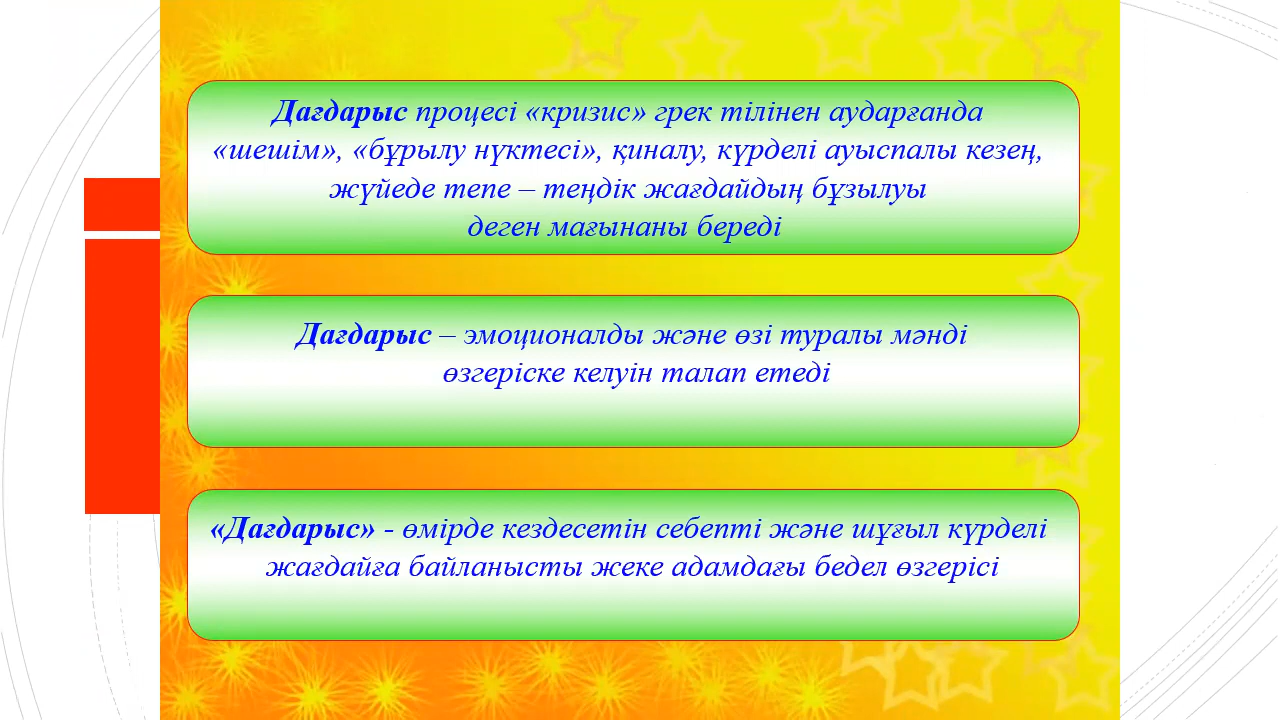 Дағдарыс процесі «кризис» грек тілінен аударғанда
«шешім», «бұрылу нүктесі», қиналу, күрделі ауыспалы кезең,
жүйеде тепе – теңдік жағдайдың бұзылуы
деген мағынаны береді
Дағдарыс – эмоционалды және өзі туралы мәнді
өзгеріске келуін талап етеді
«Дағдарыс» - өмірде кездесетін себепті және шұғыл күрделі
жағдайға байланысты жеке адамдағы бедел өзгерісі